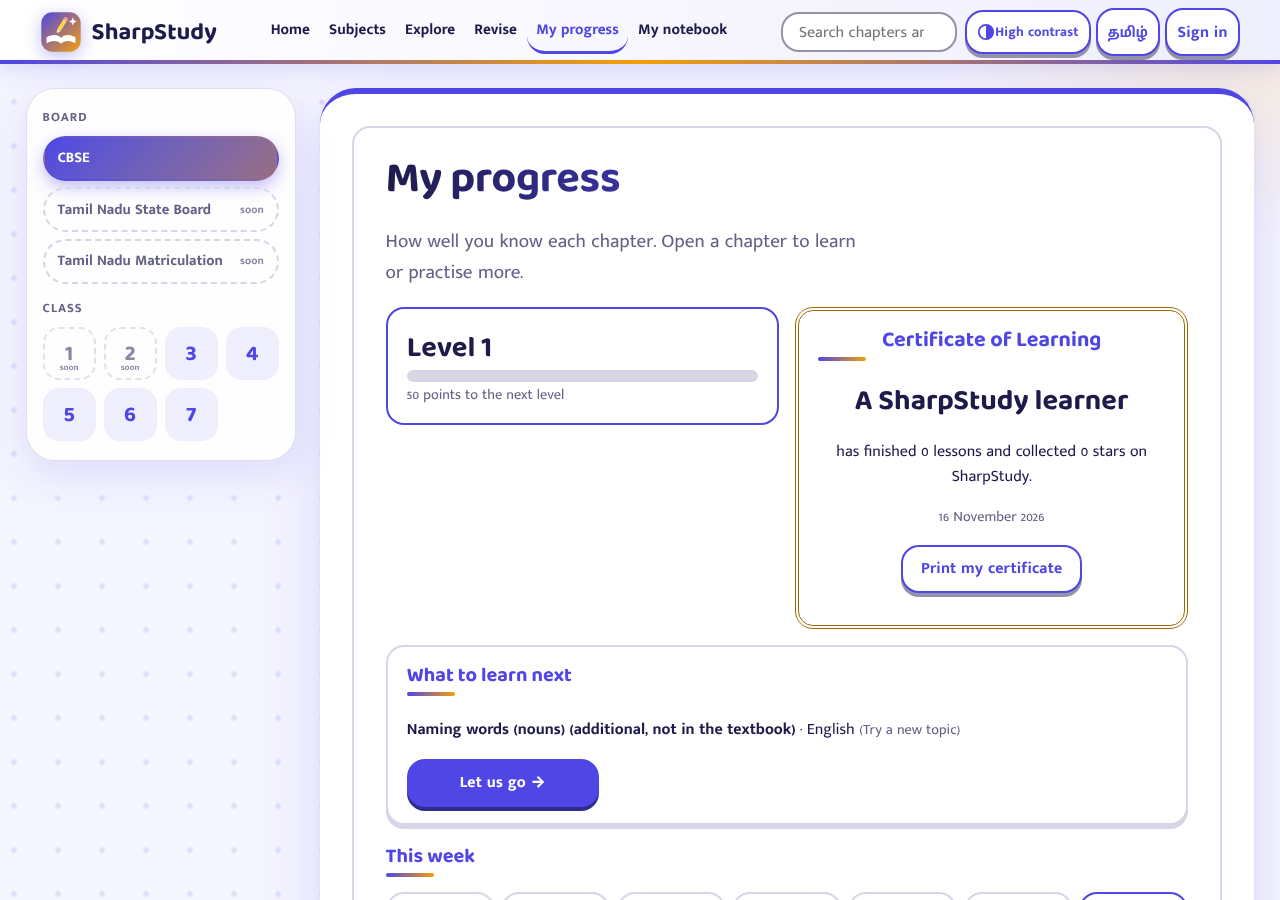 SharpStudy
Home Subjects Explore Revise My progress My notebook
Search chapters ar
High contrast
தமிழ்
Sign in
BOARD
CBSE
Tamil Nadu State Board soon
Tamil Nadu Matriculation soon
CLASS
1 soon
2 soon
3
4
5
6
7
My progress
How well you know each chapter. Open a chapter to learn
or practise more.
Level 1
50 points to the next level
Certificate of Learning
A SharpStudy learner
has finished 0 lessons and collected 0 stars on
SharpStudy.
16 November 2026
Print my certificate
What to learn next
Naming words (nouns) (additional, not in the textbook) · English (Try a new topic)
Let us go →
This week